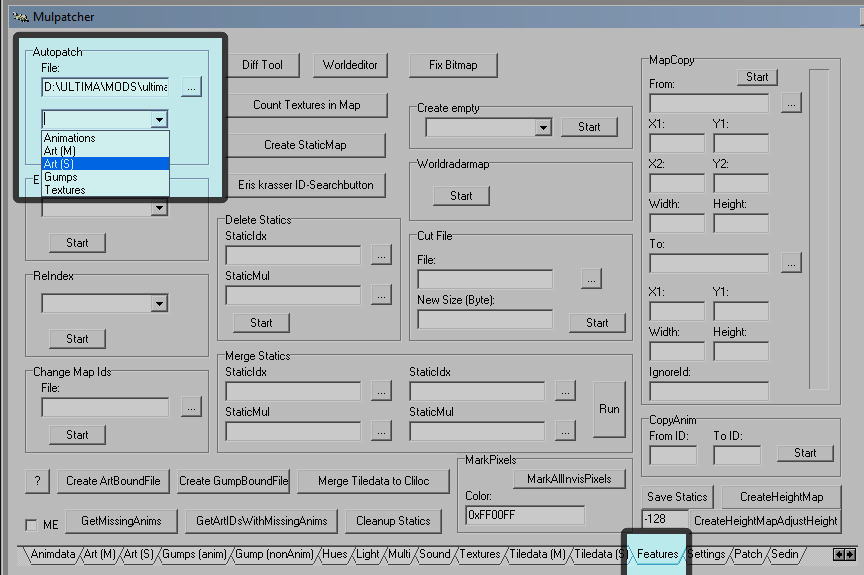 Mulpatcher
Autopatch
File:
D:\ULTIMA\MODS\ultima
...
Animations
Art (M)
Art (S)
Gumps
Textures
E
Start
ReIndex
Start
Change Map Ids
File:
...
Start
Diff Tool
Worldeditor
Fix Bitmap
Count Textures in Map
Create StaticMap
Eris krasser ID-Searchbutton
Create empty
Start
Worldradarmap
Start
Delete Statics
StaticIdx
...
StaticMul
...
Start
Cut File
File:
...
New Size (Byte):
Start
Merge Statics
StaticIdx
...
StaticIdx
...
StaticMul
...
StaticMul
...
Run
MapCopy
Start
From:
...
X1: Y1:
X2: Y2:
Width: Height:
To:
...
X1: Y1:
Width: Height:
IgnoreId:
CopyAnim
From ID: To ID:
Start
? Create ArtBoundFile Create GumpBoundFile Merge Tiledata to Cliloc
ME GetMissingAnims GetArtIDsWithMissingAnims Cleanup Statics
MarkPixels
MarkAllInvisPixels
Color:
0xFF00FF
Save Statics CreateHeightMap
-128 CreateHeightMapAdjustHeight
Animdata Art (M) Art (S) Gumps (anim) Gump (nonAnim) Hues Light Multi Sound Textures Tiledata (M) Tiledata (S Features Settings Patch Sedin